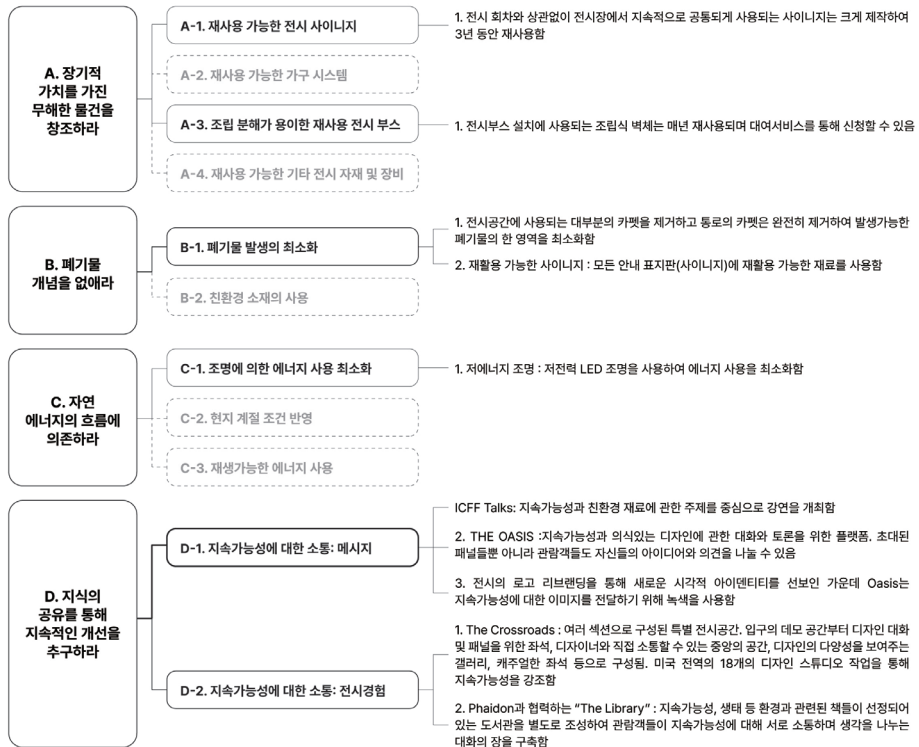 A. 장기적
가치를 가진
무해한 물건을
창조하라
A-1. 재사용 가능한 전시 사이니지
1. 전시 회차와 상관없이 전시장에서 지속적으로 공통되게 사용되는 사이니지는 크게 제작하여
3년 동안 재사용함
A-2. 재사용 가능한 가구 시스템
A-3. 조립 분해가 용이한 재사용 전시 부스
1. 전시부스 설치에 사용되는 조립식 벽체는 매년 재사용되며 대여서비스를 통해 신청할 수 있음
A-4. 재사용 가능한 기타 전시 자재 및 장비
B. 폐기물
개념을 없애라
B-1. 폐기물 발생의 최소화
1. 전시공간에 사용되는 대부분의 카펫을 제거하고 통로의 카펫은 완전히 제거하여 발생가능한
폐기물의 한 영역을 최소화함
2. 재활용 가능한 사이니지 : 모든 안내 표지판(사이니지)에 재활용 가능한 재료를 사용함
B-2. 친환경 소재의 사용
C. 자연
에너지의 흐름에
의존하라
C-1. 조명에 의한 에너지 사용 최소화
1. 저에너지 조명 : 저전력 LED 조명을 사용하여 에너지 사용을 최소화함
C-2. 현지 계절 조건 반영
C-3. 재생가능한 에너지 사용
D. 지식의
공유를 통해
지속적인 개선을
추구하라
D-1. 지속가능성에 대한 소통: 메시지
ICFF Talks: 지속가능성과 친환경 재료에 관한 주제를 중심으로 강연을 개최함
2. THE OASIS :지속가능성과 의식있는 디자인에 관한 대화와 토론을 위한 플랫폼. 초대된
패널들뿐 아니라 관람객들도 자신들의 아이디어와 의견을 나눌 수 있음
3. 전시의 로고 리브랜딩을 통해 새로운 시각적 아이덴티티를 선보인 가운데 Oasis는
지속가능성에 대한 이미지를 전달하기 위해 녹색을 사용함
D-2. 지속가능성에 대한 소통: 전시경험
1. The Crossroads : 여러 섹션으로 구성된 특별 전시공간. 입구의 데모 공간부터 디자인 대화
및 패널을 위한 좌석, 디자이너와 직접 소통할 수 있는 중앙의 공간, 디자인의 다양성을 보여주는
갤러리, 캐주얼한 좌석 등으로 구성됨. 미국 전역의 18개의 디자인 스튜디오 작업을 통해
지속가능성을 강조함
2. Phaidon과 협력하는 “The Library” : 지속가능성, 생태 등 환경과 관련된 책들이 선정되어
있는 도서관을 별도로 조성하여 관람객들이 지속가능성에 대해 서로 소통하며 생각을 나누는
대화의 장을 구축함